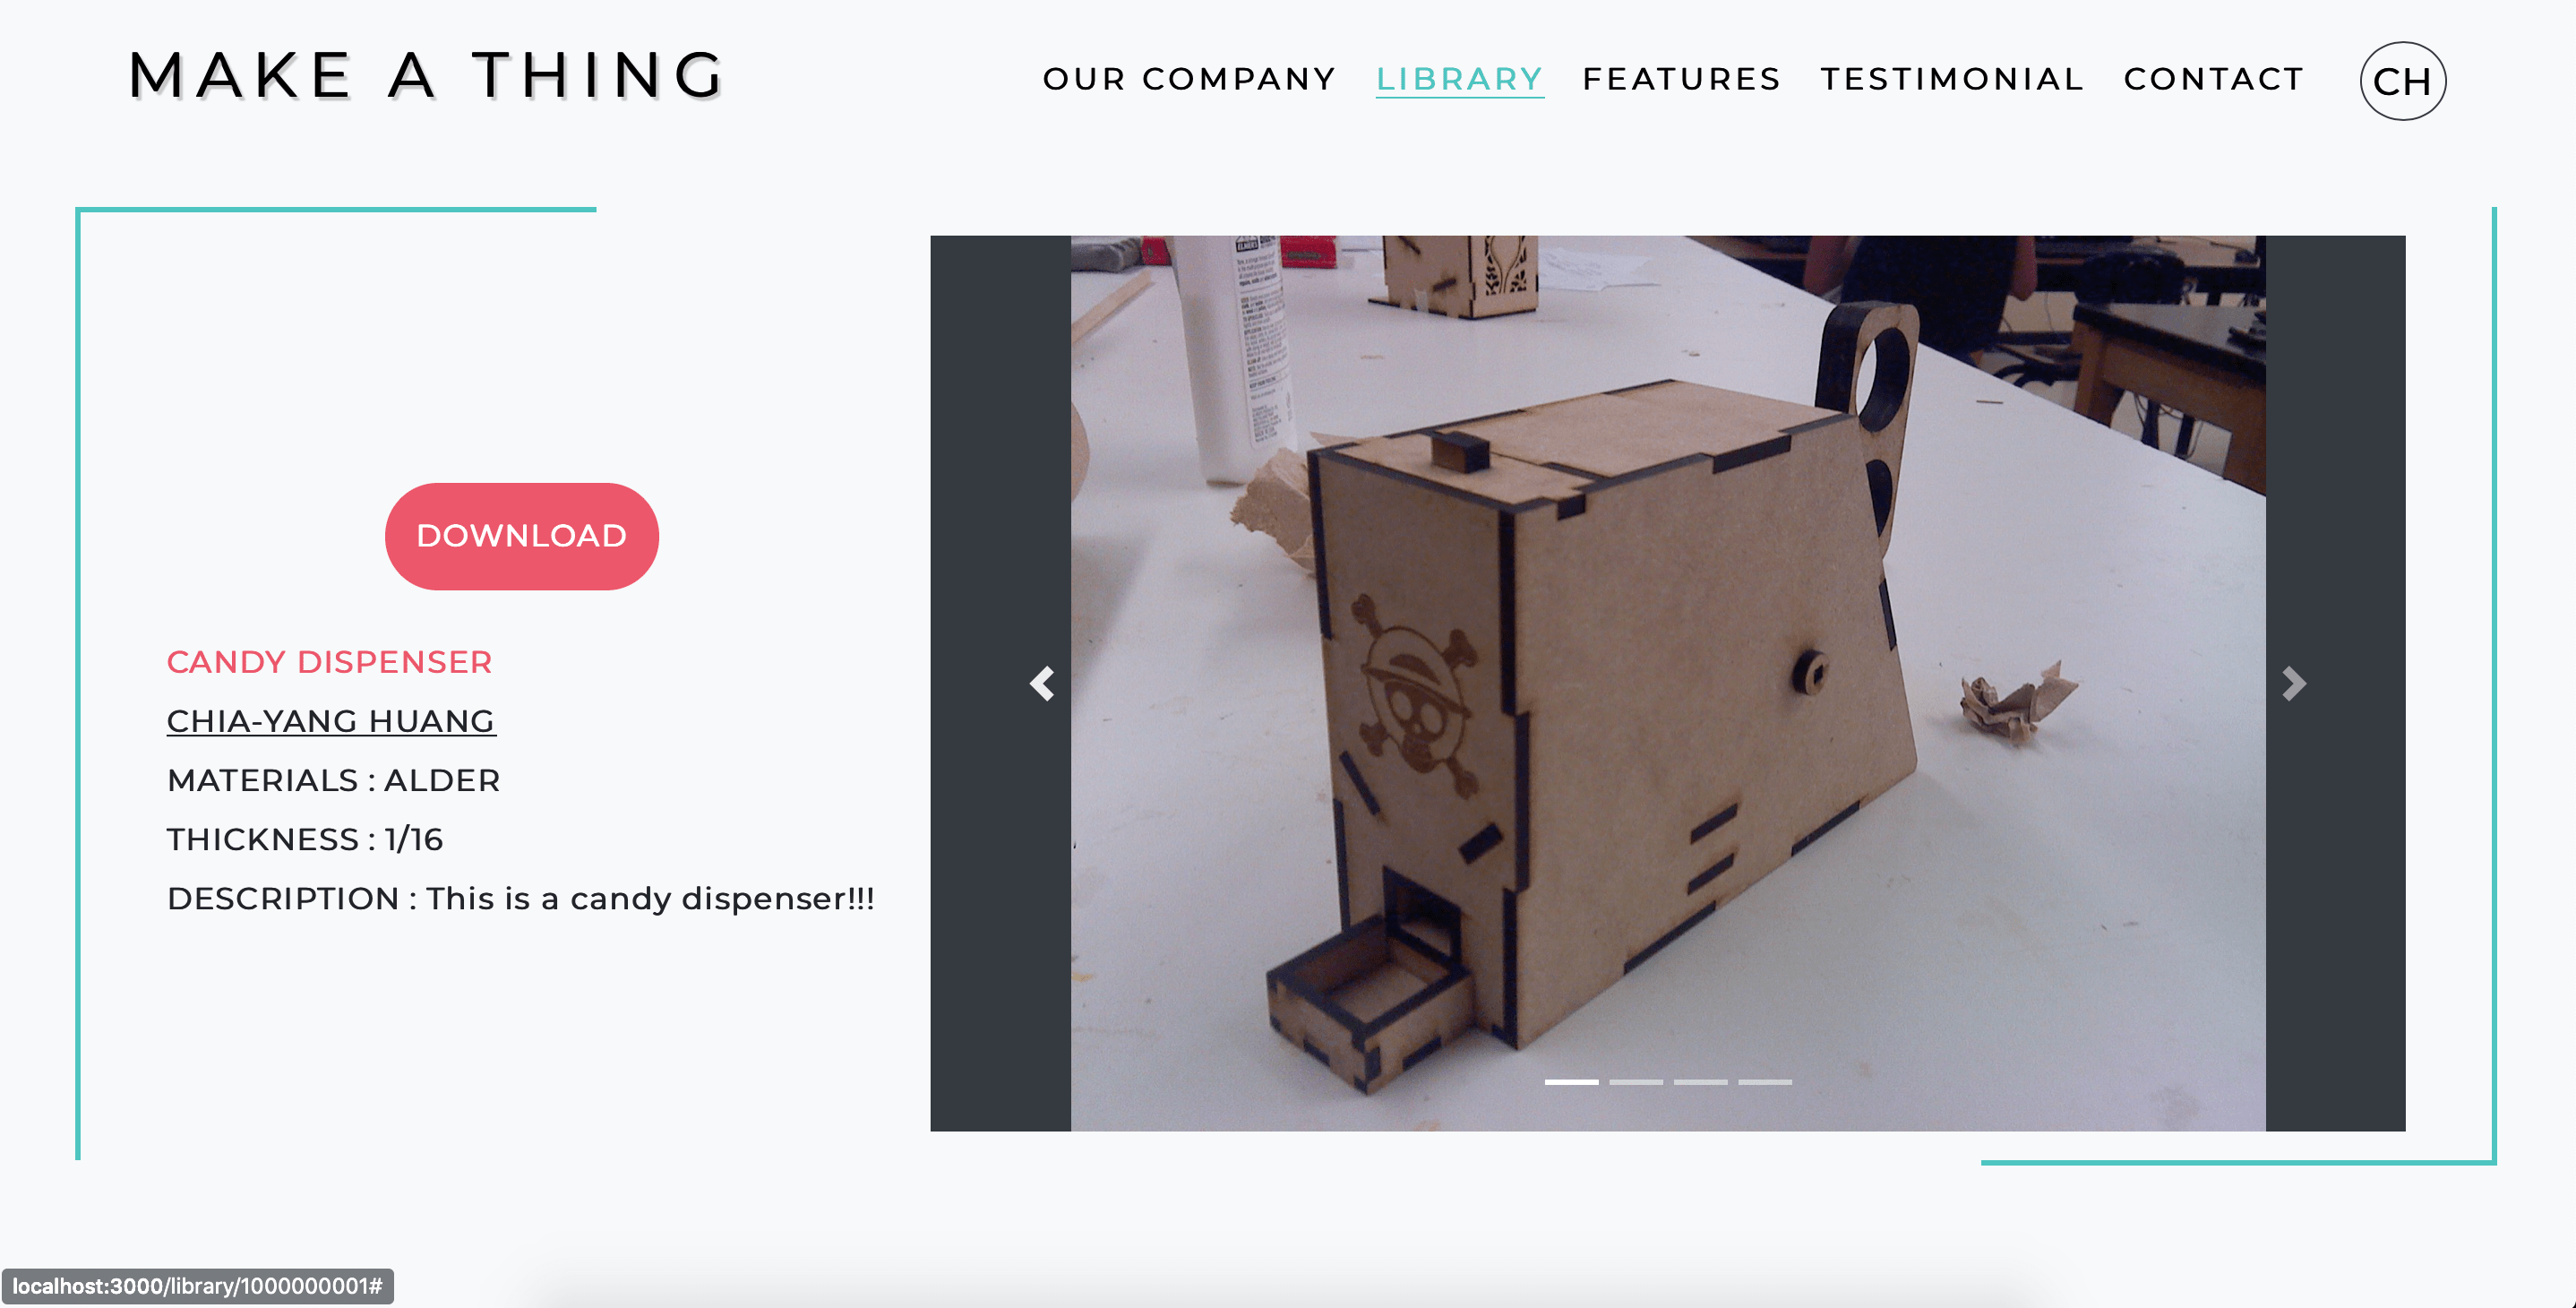 MAKE A THING
OUR COMPANY LIBRARY FEATURES TESTIMONIAL CONTACT CH
DOWNLOAD
CANDY DISPENSER
CHIA-YANG HUANG
MATERIALS : ALDER
THICKNESS : 1/16
DESCRIPTION : This is a candy dispenser!!!
localhost:3000/library/1000000001#